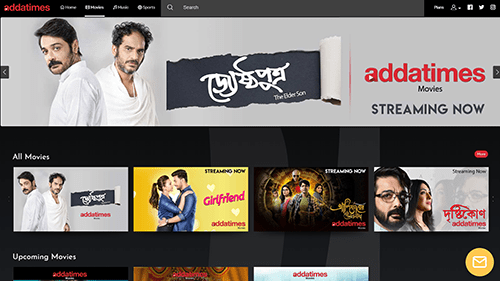 addatimes
Home
Movies
Music
Sports
Search
Plans
জ্যেষ্ঠপুত্র
The Elder Son
addatimes
Movies
STREAMING NOW
All Movies
More
জ্যেষ্ঠপুত্র
addatimes
STREAMING NOW
Girlfriend
addatimes
STREAMING NOW
addatimes
Streaming Now
দৃষ্টিকোণ
addatimes
Upcoming Movies
addatimes
addatimes
addatimes